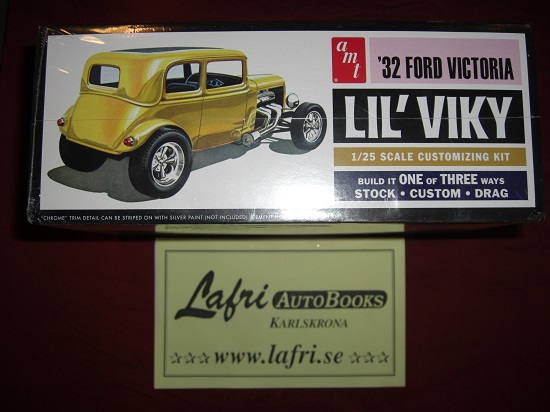 amt
'32 FORD VICTORIA
LIL' VIKY
1/25 SCALE CUSTOMIZING KIT
BUILD IT ONE OF THREE WAYS
STOCK • CUSTOM • DRAG
"CHROME" TRIM DETAIL CAN BE STRIPED ON WITH SILVER PAINT (NOT INCLUDED)
Lafri AUTOBOOKS
KARLSKRONA
☆☆☆ www.lafri.se ☆☆☆